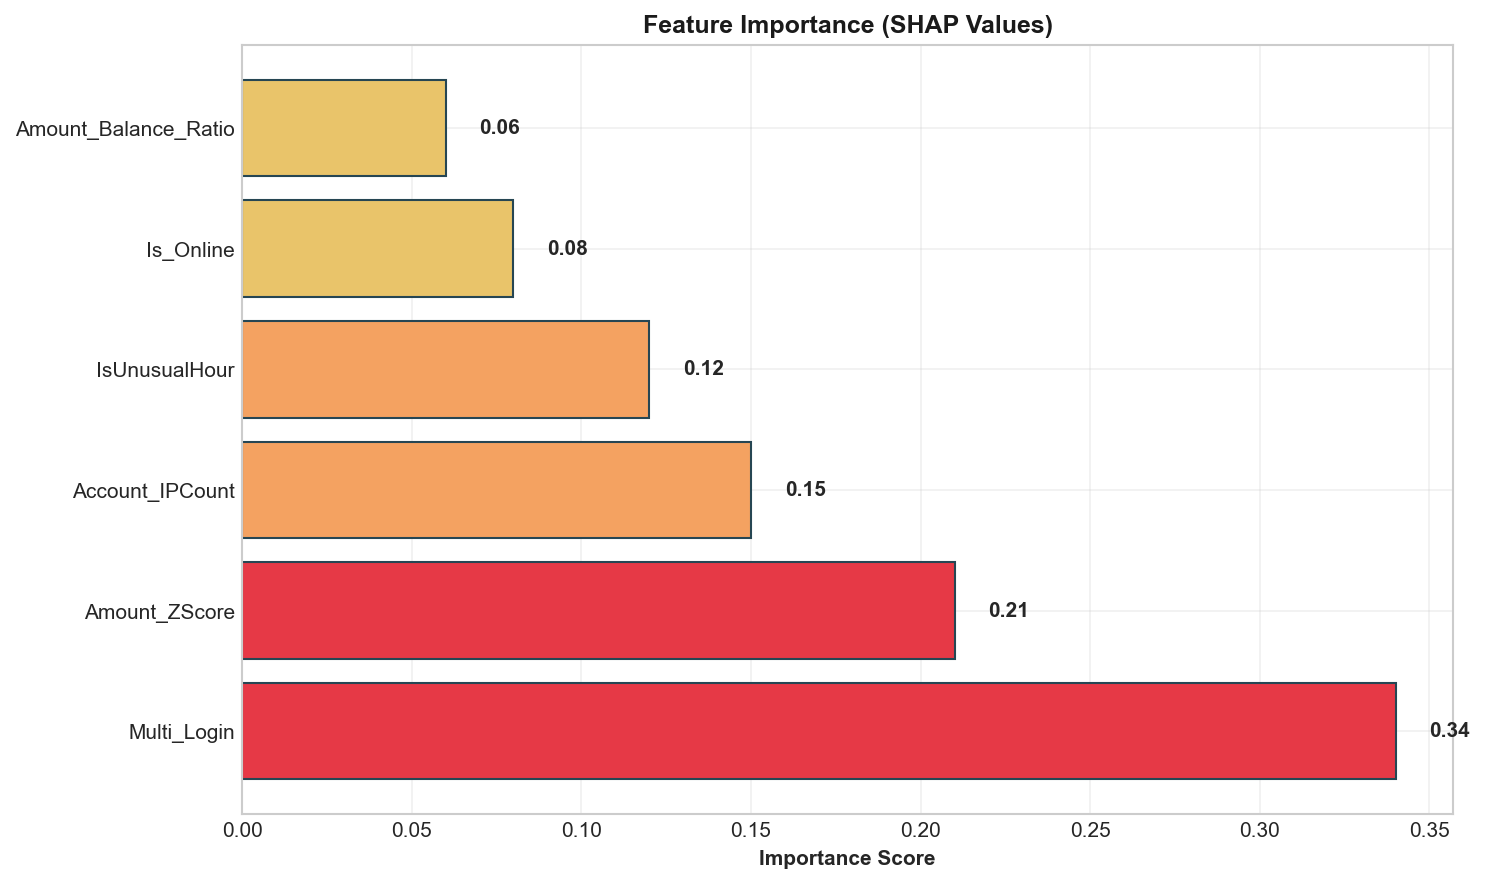 Feature Importance (SHAP Values)
Amount_Balance_Ratio
0.06
Is_Online
0.08
IsUnusualHour
0.12
Account_IPCount
0.15
Amount_ZScore
0.21
Multi_Login
0.34
0.00 0.05 0.10 0.15 0.20 0.25 0.30 0.35
Importance Score